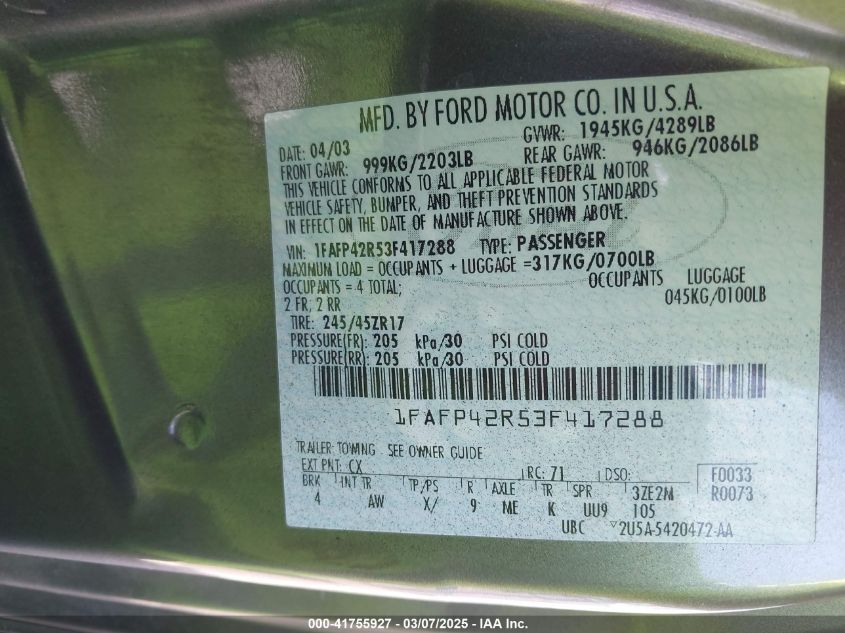 MFD. BY FORD MOTOR CO. IN U.S.A.
DATE: 04/03 GVWR: 1945KG/4289LB
FRONT GAWR: 999KG/2203LB REAR GAWR: 946KG/2086LB
THIS VEHICLE CONFORMS TO ALL APPLICABLE FEDERAL MOTOR
VEHICLE SAFETY, BUMPER, AND THEFT PREVENTION STANDARDS
IN EFFECT ON THE DATE OF MANUFACTURE SHOWN ABOVE.
VIN: 1FAFP42R53F417288 TYPE: PASSENGER
MAXIMUM LOAD = OCCUPANTS + LUGGAGE =317KG/0700LB
OCCUPANTS LUGGAGE
OCCUPANTS = 4 TOTAL; 045KG/0100LB
2 FR, 2 RR
TIRE: 245/45ZR17
PRESSURE(FR): 205 kPa/30 PSI COLD
PRESSURE(RR): 205 kPa/30 PSI COLD
1FAFP42R53F417288
TRAILER: TOWING SEE OWNER GUIDE
EXT PNT: CX RC: 71 DSO: F0033
BRK INT TR TP/PS R AXLE TR SPR 3ZE2M R0073
4 AW X/ 9 ME K UU9 105
UBC 2U5A-5420472-AA
000-41755927 - 03/07/2025 - IAA Inc.